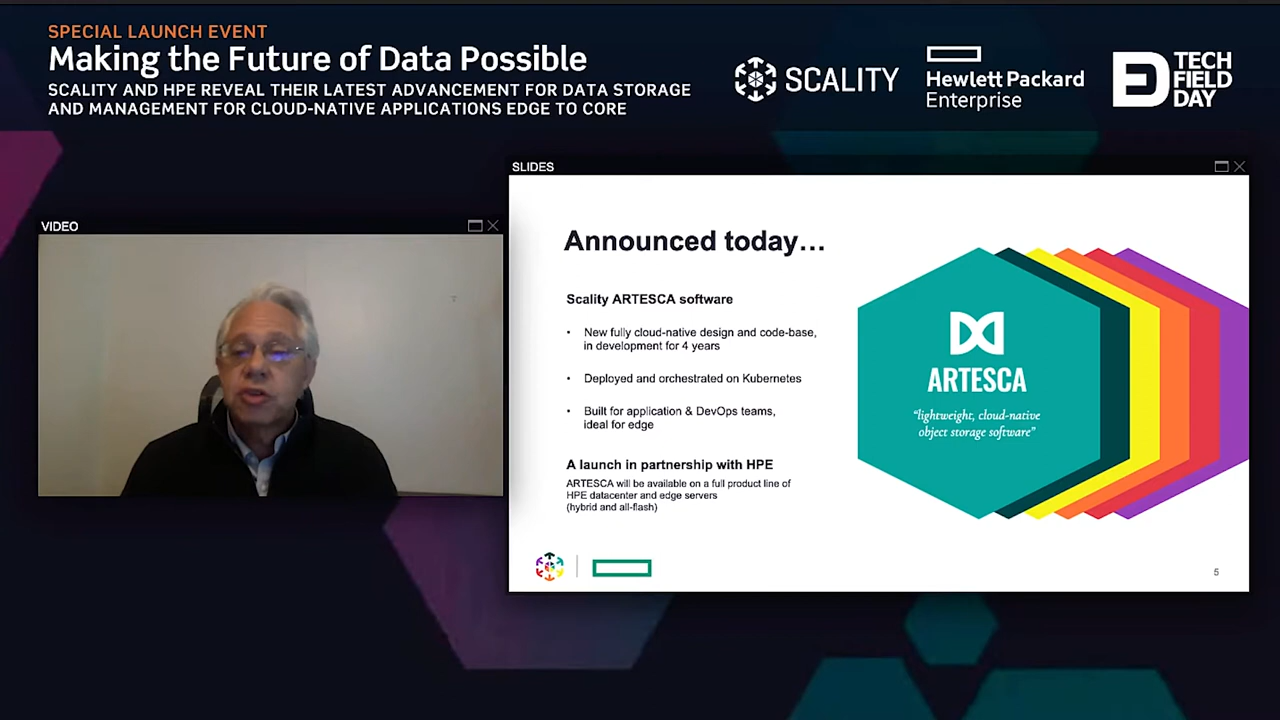 SPECIAL LAUNCH EVENT
Making the Future of Data Possible
SCALITY AND HPE REVEAL THEIR LATEST ADVANCEMENT FOR DATA STORAGE
AND MANAGEMENT FOR CLOUD-NATIVE APPLICATIONS EDGE TO CORE
SCALITY
Hewlett Packard
Enterprise
TECH
FIELD
DAY
VIDEO
SLIDES
Announced today…
Scality ARTESCA software
• New fully cloud-native design and code-base,
in development for 4 years
• Deployed and orchestrated on Kubernetes
• Built for application & DevOps teams,
ideal for edge
A launch in partnership with HPE
ARTESCA will be available on a full product line of
HPE datacenter and edge servers
(hybrid and all-flash)
ARTESCA
“lightweight, cloud-native
object storage software”
5